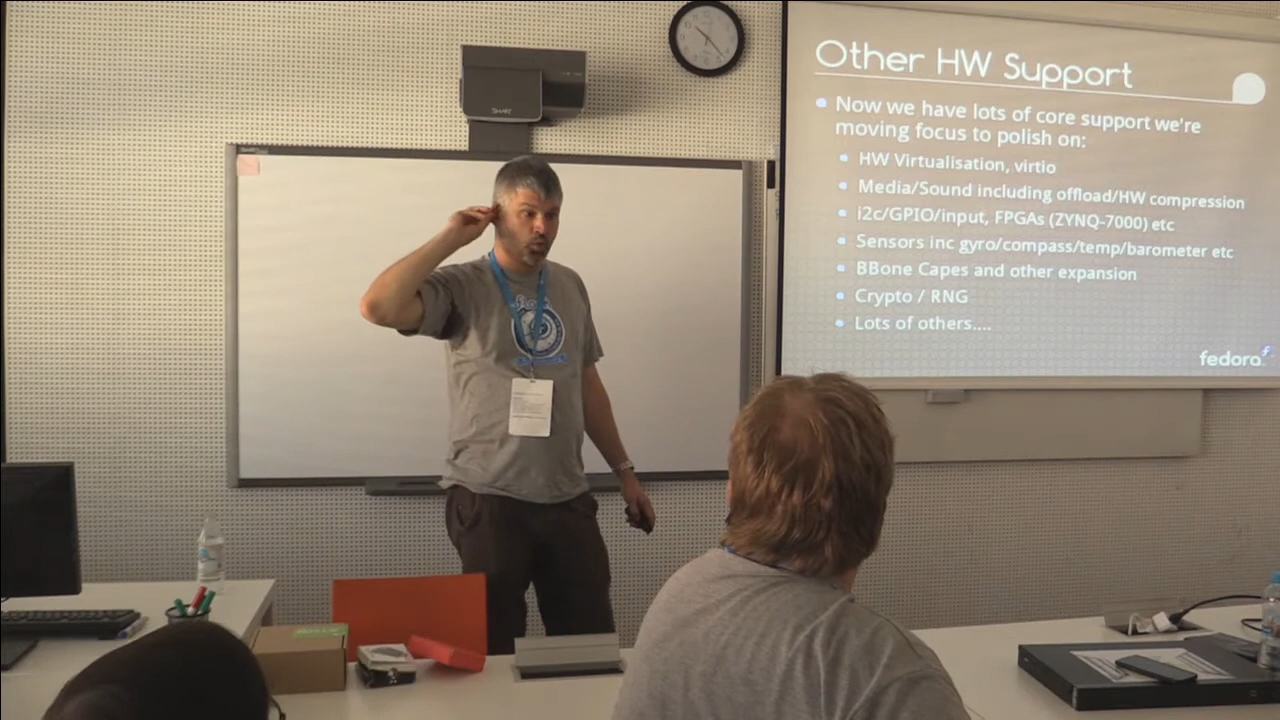 Other HW Support
Now we have lots of core support we're
moving focus to polish on:
HW Virtualisation, virtio
Media/Sound including offload/HW compression
i2c/GPIO/input, FPGAs (ZYNQ-7000) etc
Sensors inc gyro/compass/temp/barometer etc
BBone Capes and other expansion
Crypto / RNG
Lots of others....
fedora
SMART